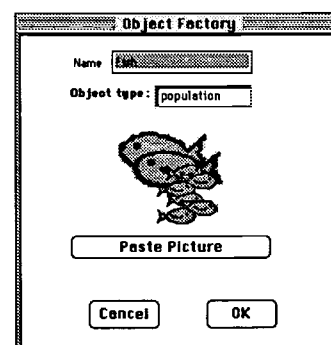 Object Factory
Name Fish
Object type: population
Paste Picture
Cancel OK